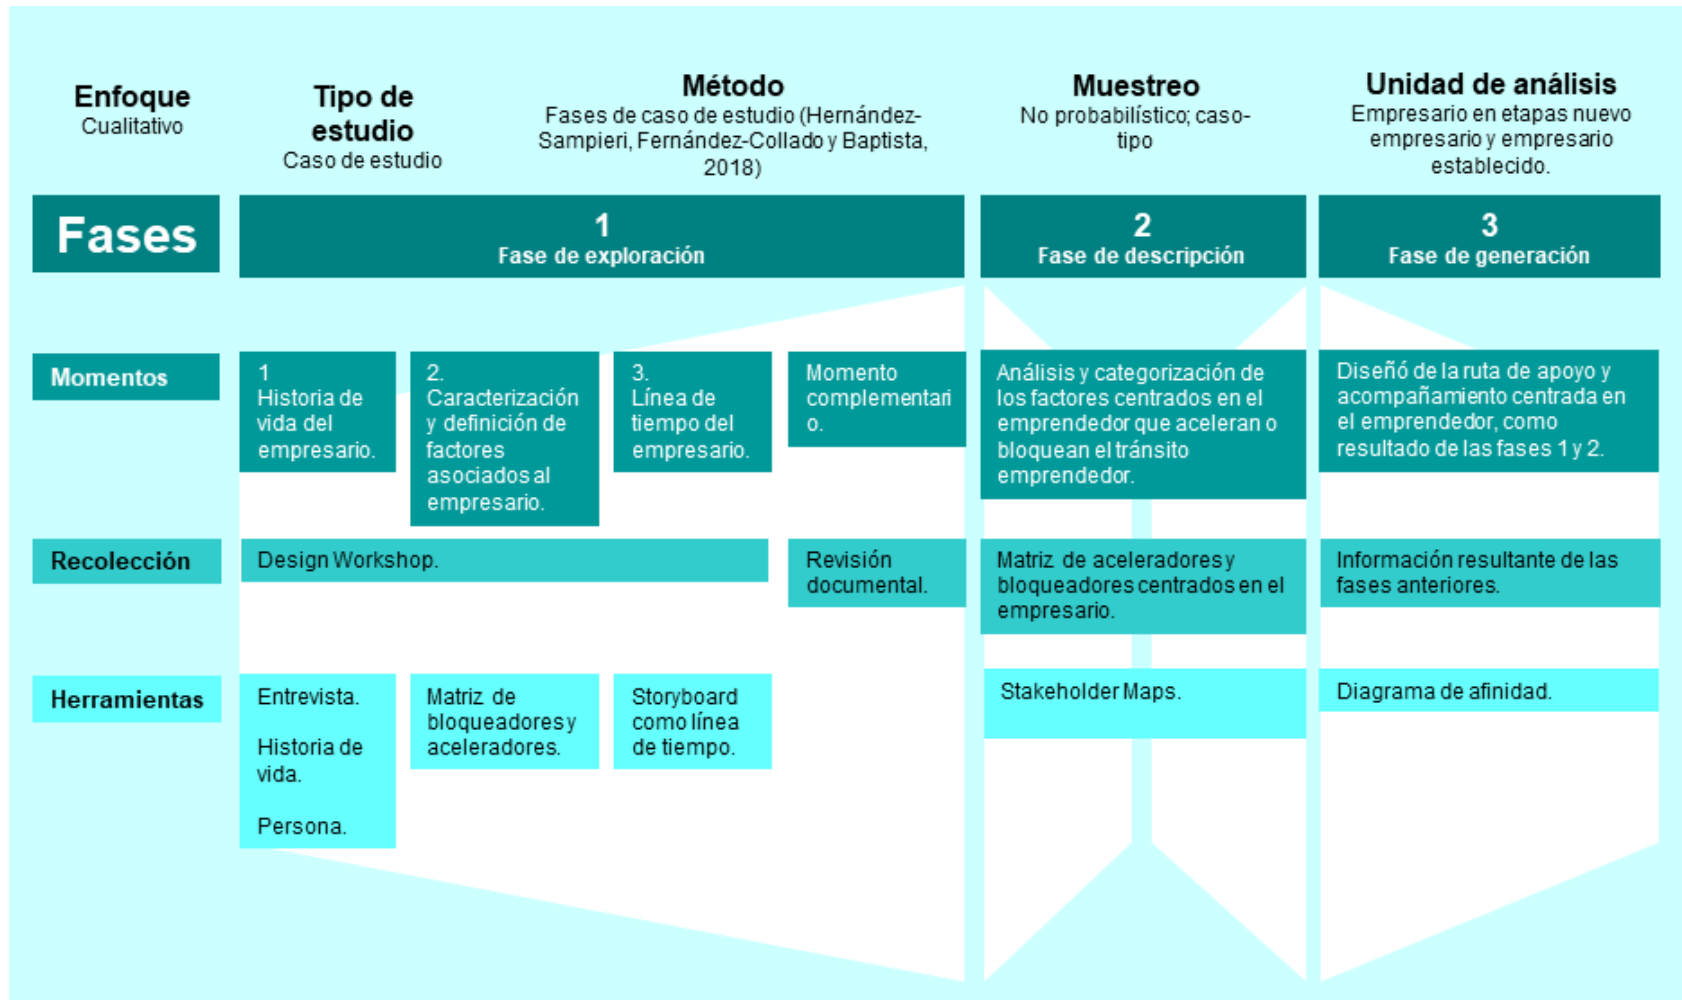 Enfoque
Cualitativo
Tipo de
estudio
Caso de estudio
Método
Fases de caso de estudio (Hernández-
Sampieri, Fernández-Collado y Baptista,
2018)
Muestreo
No probabilístico; caso-
tipo
Unidad de análisis
Empresario en etapas nuevo
empresario y empresario
establecido.
Fases
1
Fase de exploración
2
Fase de descripción
3
Fase de generación
Momentos
1
Historia de
vida del
empresario.
2.
Caracterización
y definición de
factores
asociados al
empresario.
3.
Línea de
tiempo del
empresario.
Momento
complementari
o.
Análisis y categorización de
los factores centrados en el
emprendedor que aceleran o
bloquean el tránsito
emprendedor.
Diseñó de la ruta de apoyo y
acompañamiento centrada en
el emprendedor, como
resultado de las fases 1 y 2.
Recolección
Design Workshop.
Revisión
documental.
Matriz de aceleradores y
bloqueadores centrados en el
empresario.
Información resultante de las
fases anteriores.
Herramientas
Entrevista.
Historia de
vida.
Persona.
Matriz de
bloqueadores y
aceleradores.
Storyboard
como línea
de tiempo.
Stakeholder Maps.
Diagrama de afinidad.